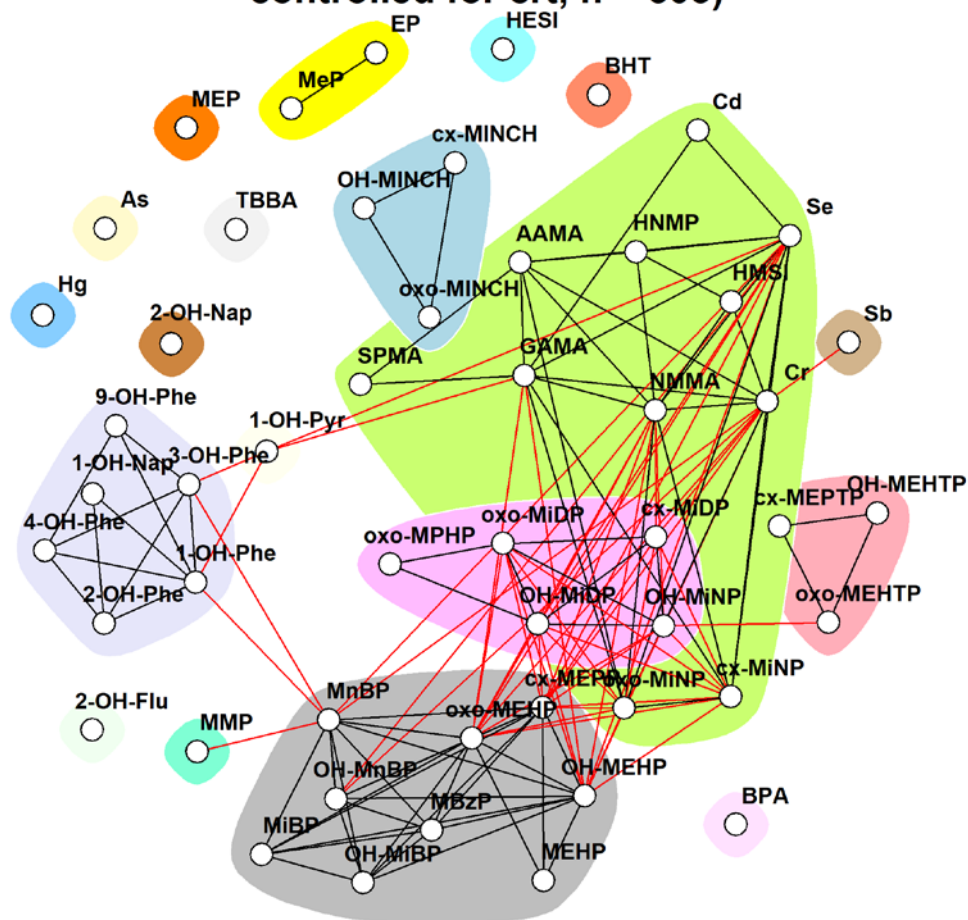 EP
HESI
MeP
BHT
MEP
Cd
cx-MINCH
OH-MINCH
As
TBBA
Se
HNMP
AAMA
HMSI
Hg
oxo-MINCH
2-OH-Nap
Sb
GAMA
SPMA
Cr
NMMA
9-OH-Phe
1-OH-Pyr
3-OH-Phe
1-OH-Nap
OH-MEHTP
cx-MEPTP
cx-MiDP
oxo-MiDP
4-OH-Phe
oxo-MPHP
1-OH-Phe
2-OH-Phe
OH-MiDP
OH-MiNP
oxo-MEHTP
cx-MiNP
oxo-MiNP
MnBP
2-OH-Flu
oxo-MEHP
MMP
OH-MEHP
OH-MnBP
BPA
MBzP
MiBP
OH-MiBP
MEHP